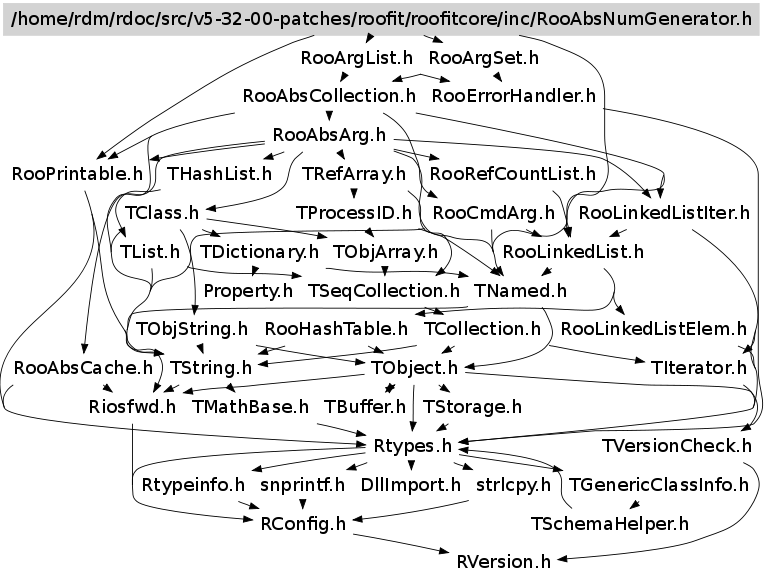 /home/rdm/rdoc/src/v5-32-00-patches/roofit/roofitcore/inc/RooAbsNumGenerator.h
RooArgList.h RooArgSet.h
RooAbsCollection.h RooErrorHandler.h
RooAbsArg.h
RooPrintable.h THashList.h TRefArray.h RooRefCountList.h
TClass.h TProcessID.h RooCmdArg.h RooLinkedListIter.h
TList.h TDictionary.h TObjArray.h RooLinkedList.h
Property.h TSeqCollection.h TNamed.h
TObjString.h RooHashTable.h TCollection.h RooLinkedListElem.h
RooAbsCache.h TString.h TObject.h TIterator.h
Riosfwd.h TMathBase.h TBuffer.h TStorage.h
Rtypes.h TVersionCheck.h
Rtypeinfo.h snprintf.h DllImport.h strlcpy.h TGenericClassInfo.h
RConfig.h TSchemaHelper.h
RVersion.h